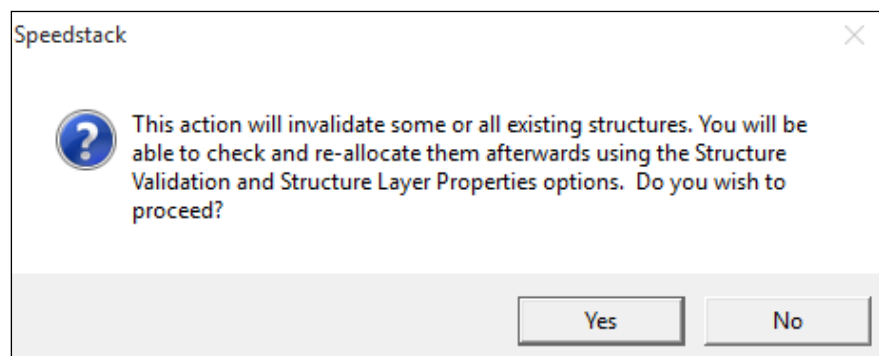 Speedstack
This action will invalidate some or all existing structures. You will be
able to check and re-allocate them afterwards using the Structure
Validation and Structure Layer Properties options.  Do you wish to
proceed?
Yes
No